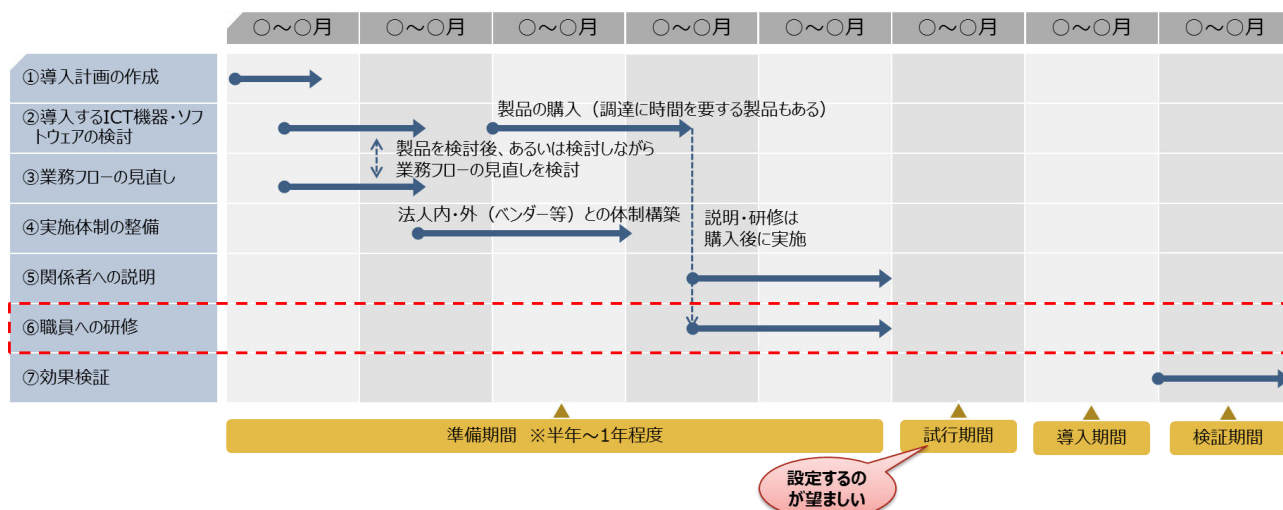 ○～○月 ○～○月 ○～○月 ○～○月 ○～○月 ○～○月 ○～○月 ○～○月
①導入計画の作成
②導入するICT機器・ソフ
トウェアの検討
製品の購入（調達に時間を要する製品もある）
製品を検討後、あるいは検討しながら
業務フローの見直しを検討
③業務フローの見直し
法人内・外（ベンダー等）との体制構築
④実施体制の整備
説明・研修は
購入後に実施
⑤関係者への説明
⑥職員への研修
⑦効果検証
準備期間 ※半年～1年程度
試行期間
導入期間
検証期間
設定するの
が望ましい